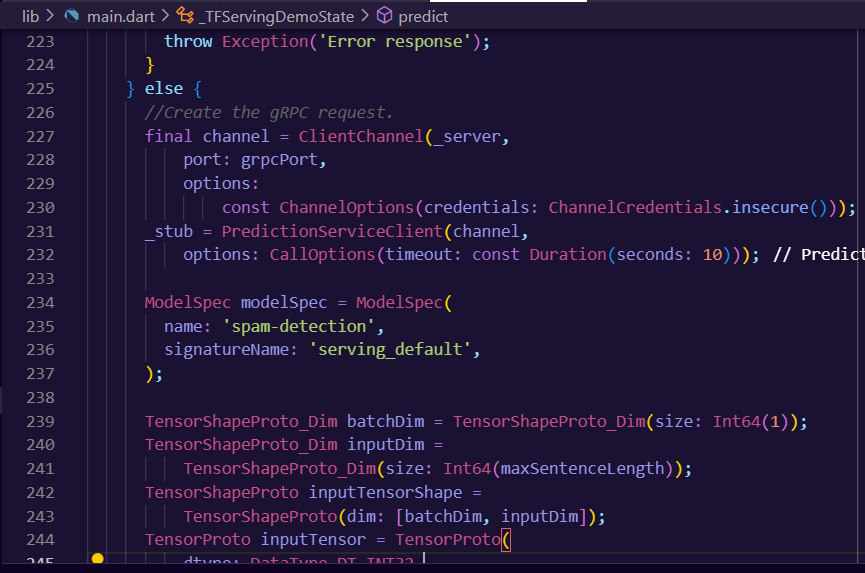 lib > main.dart > _TFServingDemoState > predict
223 throw Exception('Error response');
224 }
225 } else {
226 //Create the gRPC request.
227 final channel = ClientChannel(_server,
228 port: grpcPort,
229 options:
230 const ChannelOptions(credentials: ChannelCredentials.insecure()));
231 _stub = PredictionServiceClient(channel,
232 options: CallOptions(timeout: const Duration(seconds: 10))); // Predict
233
234 ModelSpec modelSpec = ModelSpec(
235 name: 'spam-detection',
236 signatureName: 'serving_default',
237 );
238
239 TensorShapeProto_Dim batchDim = TensorShapeProto_Dim(size: Int64(1));
240 TensorShapeProto_Dim inputDim =
241 TensorShapeProto_Dim(size: Int64(maxSentenceLength));
242 TensorShapeProto inputTensorShape =
243 TensorShapeProto(dim: [batchDim, inputDim]);
244 TensorProto inputTensor = TensorProto(
245 dtype: DataType.DT_INT32,